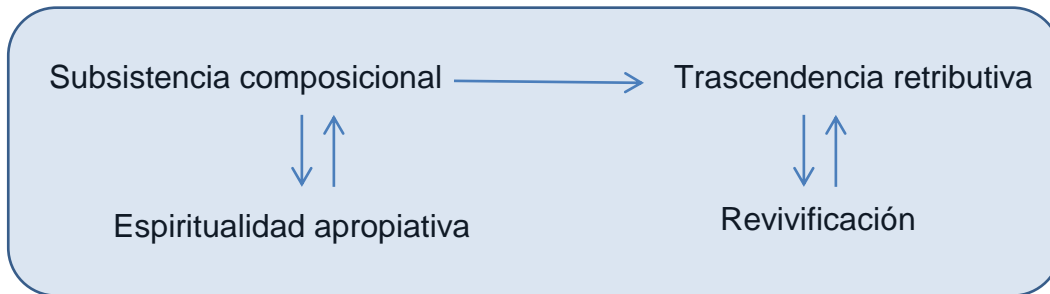 Subsistencia composicional
Trascendencia retributiva
Espiritualidad apropiativa
Revivificación